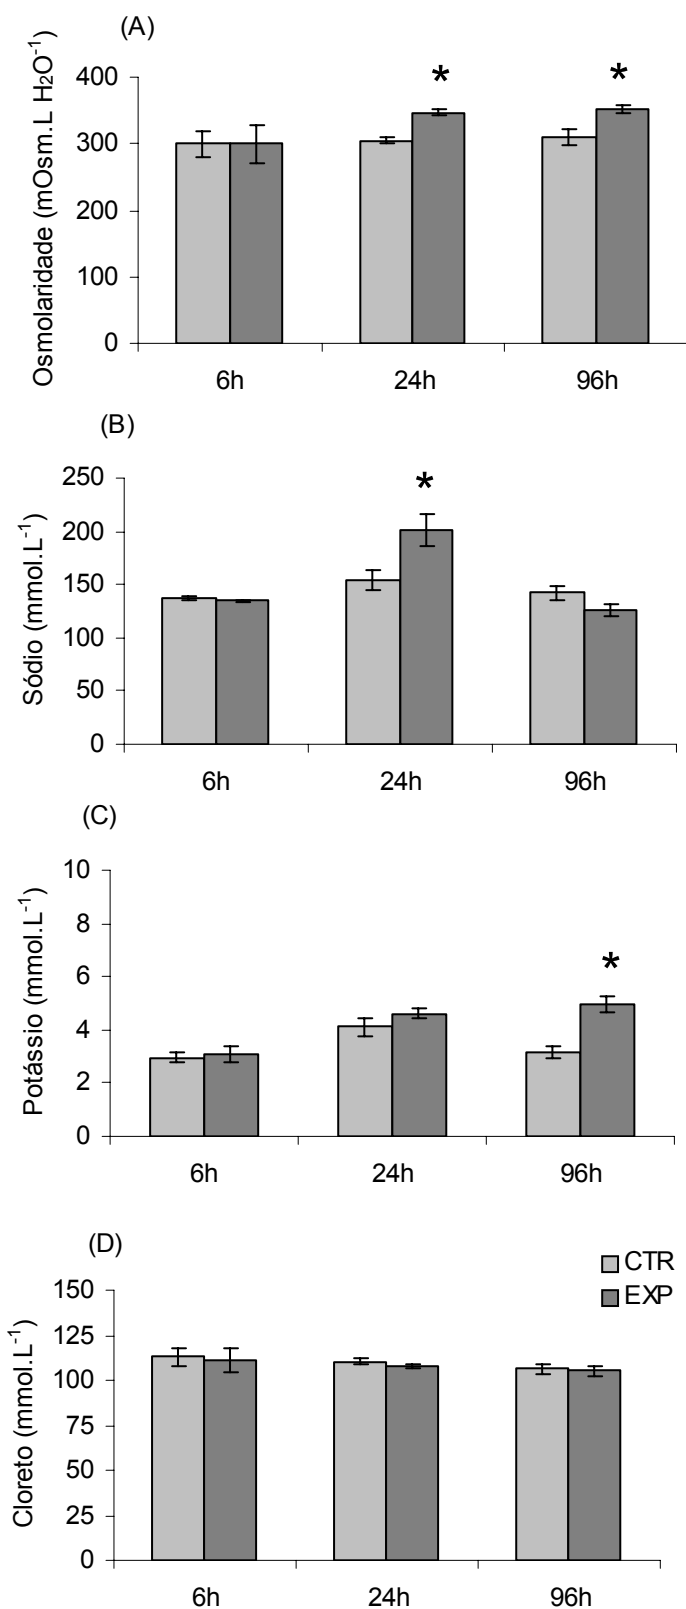 (A)
Osmolaridade (mOsm.L H₂O⁻¹)
400
300
200
100
0
*
*
6h 24h 96h
(B)
Sódio (mmol.L⁻¹)
250
200
150
100
50
0
*
6h 24h 96h
(C)
Potássio (mmol.L⁻¹)
10
8
6
4
2
0
*
6h 24h 96h
(D)
CTR
EXP
Cloreto (mmol.L⁻¹)
150
125
100
75
50
25
0
6h 24h 96h